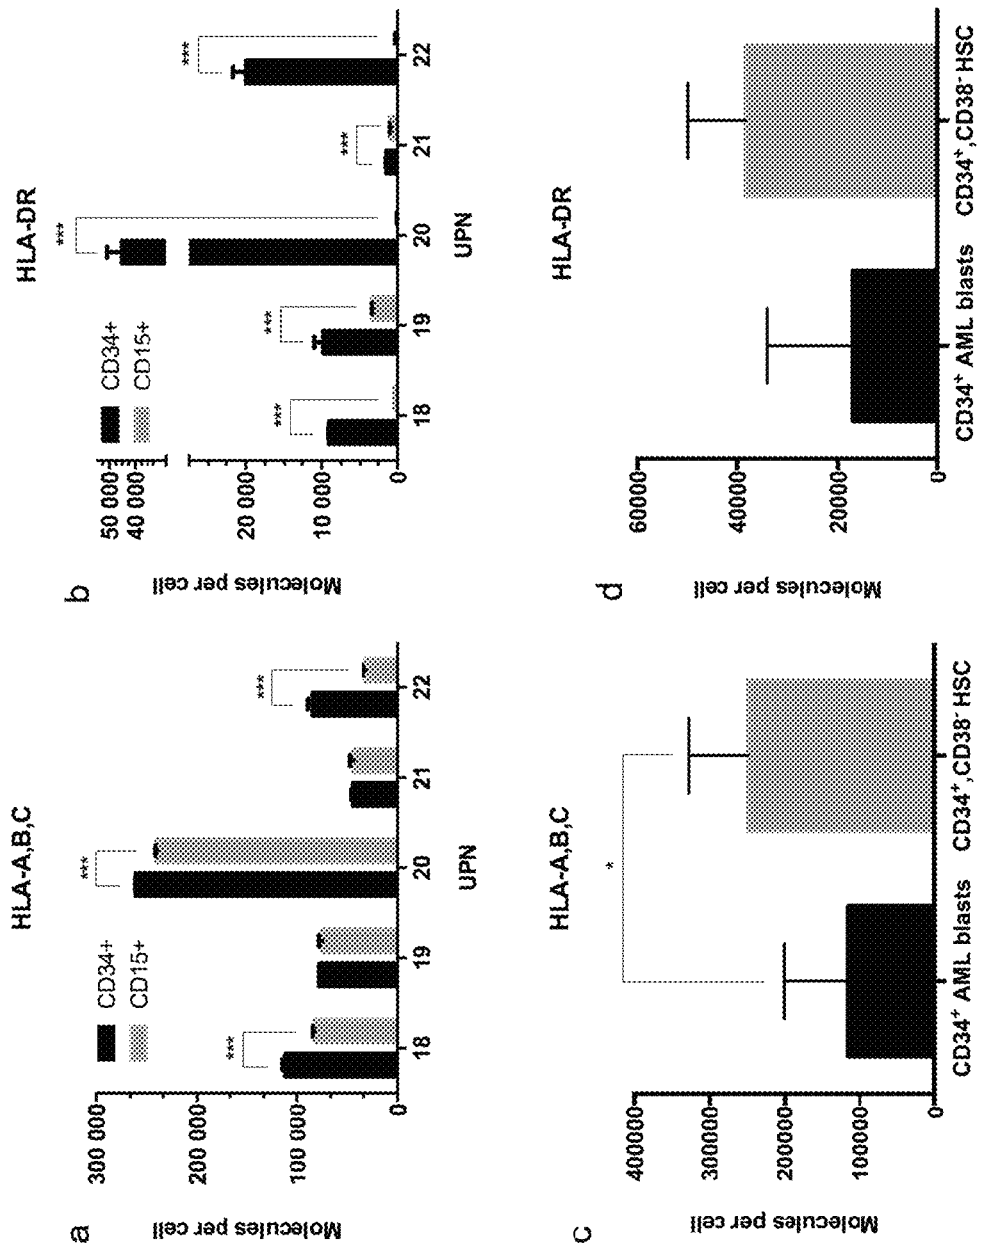 a
HLA-A,B,C
Molecules per cell
300 000
200 000
100 000
0
CD34+
CD15+
***
***
***
18
19
20
21
22
UPN
b
HLA-DR
Molecules per cell
50 000
40 000
20 000
10 000
0
CD34+
CD15+
***
***
***
***
***
18
19
20
21
22
UPN
c
HLA-A,B,C
Molecules per cell
400000
300000
200000
100000
0
*
CD34⁺ AML blasts
CD34⁺,CD38⁻ HSC
d
HLA-DR
Molecules per cell
60000
40000
20000
0
CD34⁺ AML blasts
CD34⁺,CD38⁻ HSC